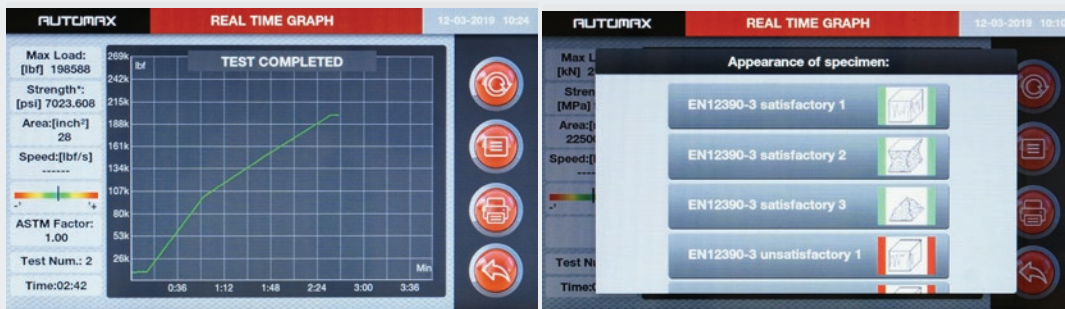 AUTOMAX
REAL TIME GRAPH
12-03-2019 10:24
Max Load:
[lbf] 198588
Strength*:
[psi] 7023.608
Area:[inch²]
28
Speed:[lbf/s]
------
-'
'+
ASTM Factor:
1.00
Test Num.: 2
Time:02:42
TEST COMPLETED
lbf
269k
242k
215k
188k
161k
134k
107k
80k
53k
26k
Min
0:36 1:12 1:48 2:24 3:00 3:36
AUTOMAX
REAL TIME GRAPH
12-03-2019 10:10
Max L
[kN] 2
Stren
[MPa]
Area:[
2250
Speed:[
------
Test N
Time:
Appearance of specimen:
EN12390-3 satisfactory 1
EN12390-3 satisfactory 2
EN12390-3 satisfactory 3
EN12390-3 unsatisfactory 1